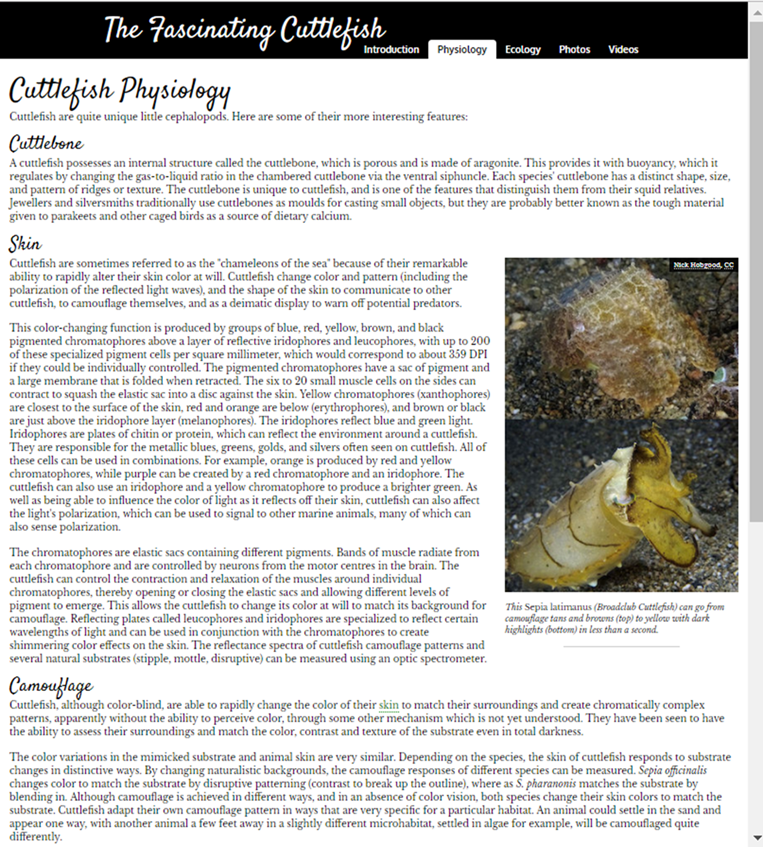 The Fascinating Cuttlefish
Introduction Physiology Ecology Photos Videos
Cuttlefish Physiology
Cuttlefish are quite unique little cephalopods. Here are some of their more interesting features:
Cuttlebone
A cuttlefish possesses an internal structure called the cuttlebone, which is porous and is made of aragonite. This provides it with buoyancy, which it
regulates by changing the gas-to-liquid ratio in the chambered cuttlebone via the ventral siphuncle. Each species' cuttlebone has a distinct shape, size,
and pattern of ridges or texture. The cuttlebone is unique to cuttlefish, and is one of the features that distinguish them from their squid relatives.
Jewellers and silversmiths traditionally use cuttlebones as moulds for casting small objects, but they are probably better known as the tough material
given to parakeets and other caged birds as a source of dietary calcium.
Skin
Cuttlefish are sometimes referred to as the "chameleons of the sea" because of their remarkable
ability to rapidly alter their skin color at will. Cuttlefish change color and pattern (including the
polarization of the reflected light waves), and the shape of the skin to communicate to other
cuttlefish, to camouflage themselves, and as a deimatic display to warn off potential predators.
This color-changing function is produced by groups of blue, red, yellow, brown, and black
pigmented chromatophores above a layer of reflective iridophores and leucophores, with up to 200
of these specialized pigment cells per square millimeter, which would correspond to about 359 DPI
if they could be individually controlled. The pigmented chromatophores have a sac of pigment and
a large membrane that is folded when retracted. The six to 20 small muscle cells on the sides can
contract to squash the elastic sac into a disc against the skin. Yellow chromatophores (xanthophores)
are closest to the surface of the skin, red and orange are below (erythrophores), and brown or black
are just above the iridophore layer (melanophores). The iridophores reflect blue and green light.
Iridophores are plates of chitin or protein, which can reflect the environment around a cuttlefish.
They are responsible for the metallic blues, greens, golds, and silvers often seen on cuttlefish. All of
these cells can be used in combinations. For example, orange is produced by red and yellow
chromatophores, while purple can be created by a red chromatophore and an iridophore. The
cuttlefish can also use an iridophore and a yellow chromatophore to produce a brighter green. As
well as being able to influence the color of light as it reflects off their skin, cuttlefish can also affect
the light's polarization, which can be used to signal to other marine animals, many of which can
also sense polarization.
The chromatophores are elastic sacs containing different pigments. Bands of muscle radiate from
each chromatophore and are controlled by neurons from the motor centres in the brain. The
cuttlefish can control the contraction and relaxation of the muscles around individual
chromatophores, thereby opening or closing the elastic sacs and allowing different levels of
pigment to emerge. This allows the cuttlefish to change its color at will to match its background for
camouflage. Reflecting plates called leucophores and iridophores are specialized to reflect certain
wavelengths of light and can be used in conjunction with the chromatophores to create
shimmering color effects on the skin. The reflectance spectra of cuttlefish camouflage patterns and
several natural substrates (stipple, mottle, disruptive) can be measured using an optic spectrometer.
Nick Hobgood, CC
This Sepia latimanus (Broadclub Cuttlefish) can go from
camouflage tans and browns (top) to yellow with dark
highlights (bottom) in less than a second.
Camouflage
Cuttlefish, although color-blind, are able to rapidly change the color of their skin to match their surroundings and create chromatically complex
patterns, apparently without the ability to perceive color, through some other mechanism which is not yet understood. They have been seen to have
the ability to assess their surroundings and match the color, contrast and texture of the substrate even in total darkness.
The color variations in the mimicked substrate and animal skin are very similar. Depending on the species, the skin of cuttlefish responds to substrate
changes in distinctive ways. By changing naturalistic backgrounds, the camouflage responses of different species can be measured. Sepia officinalis
changes color to match the substrate by disruptive patterning (contrast to break up the outline), where as S. pharanonis matches the substrate by
blending in. Although camouflage is achieved in different ways, and in an absence of color vision, both species change their skin colors to match the
substrate. Cuttlefish adapt their own camouflage pattern in ways that are very specific for a particular habitat. An animal could settle in the sand and
appear one way, with another animal a few feet away in a slightly different microhabitat, settled in algae for example, will be camouflaged quite
differently.